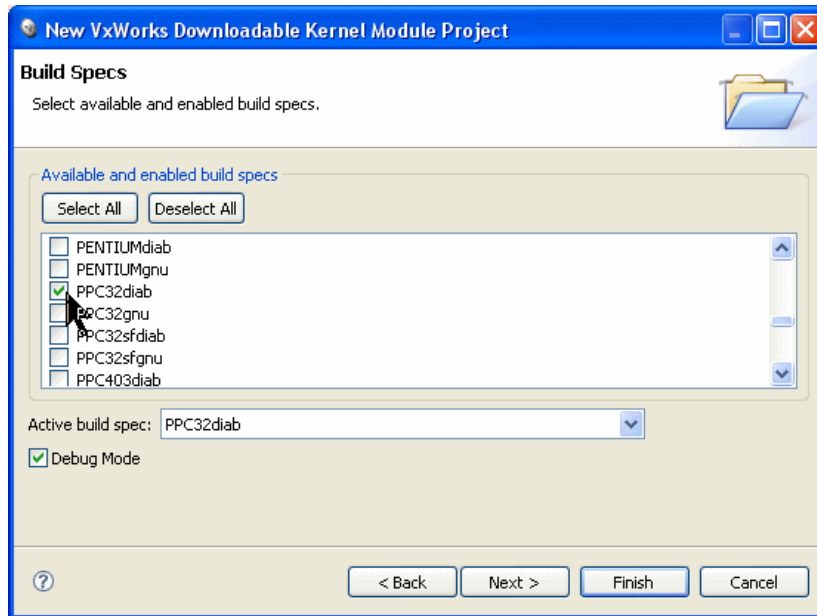 New VxWorks Downloadable Kernel Module Project
Build Specs
Select available and enabled build specs.
Available and enabled build specs
Select All Deselect All
PENTIUMdiab
PENTIUMgnu
PPC32diab
PPC32gnu
PPC32sfdiab
PPC32sfgnu
PPC403diab
Active build spec: PPC32diab
Debug Mode
? < Back Next > Finish Cancel